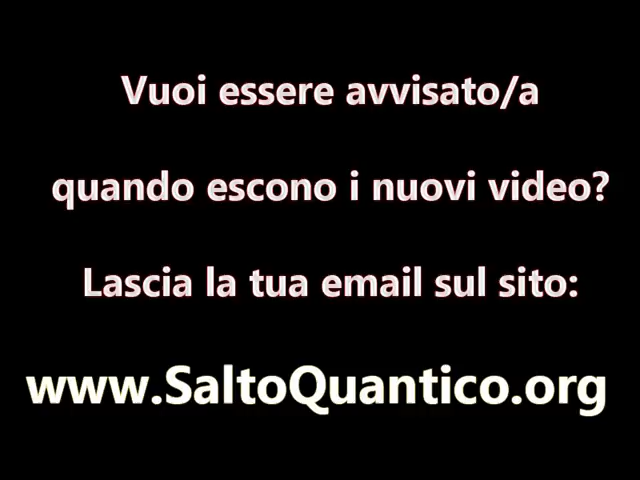 Vuoi essere avvisato/a
quando escono i nuovi video?
Lascia la tua email sul sito:
www.SaltoQuantico.org